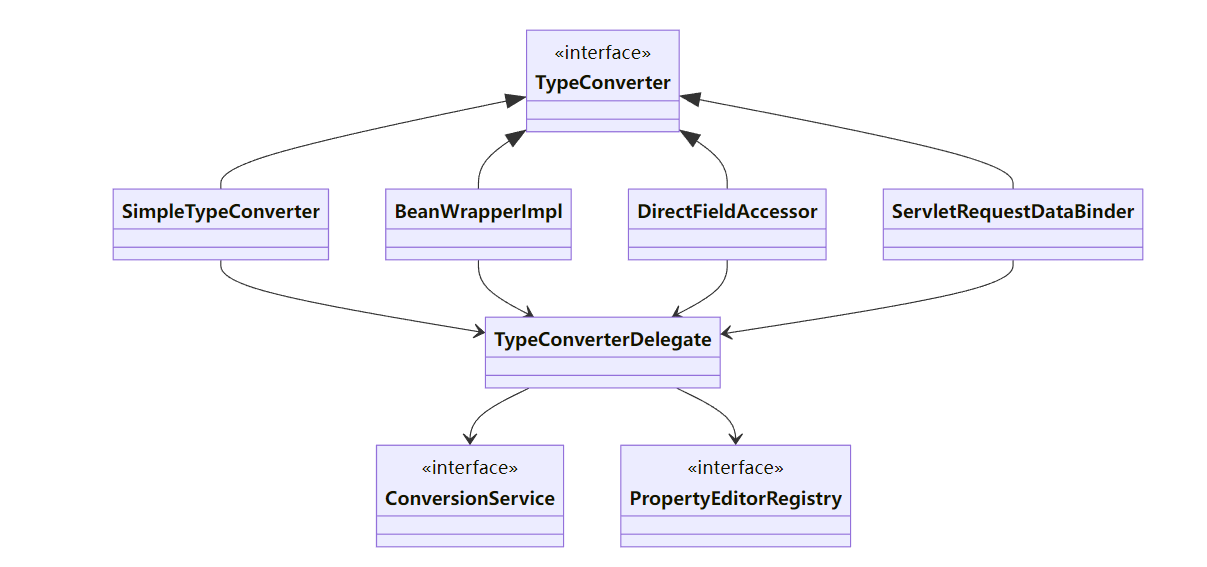 «interface»
TypeConverter
SimpleTypeConverter
BeanWrapperImpl
DirectFieldAccessor
ServletRequestDataBinder
TypeConverterDelegate
«interface»
ConversionService
«interface»
PropertyEditorRegistry